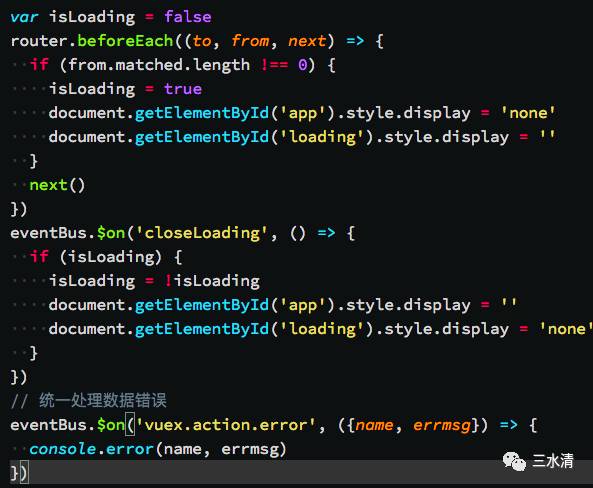 var isLoading = false
router.beforeEach((to, from, next) => {
  if (from.matched.length !== 0) {
    isLoading = true
    document.getElementById('app').style.display = 'none'
    document.getElementById('loading').style.display = ''
  }
  next()
})
eventBus.$on('closeLoading', () => {
  if (isLoading) {
    isLoading = !isLoading
    document.getElementById('app').style.display = ''
    document.getElementById('loading').style.display = 'none'
  }
})
// 统一处理数据错误
eventBus.$on('vuex.action.error', ({name, errmsg}) => {
  console.error(name, errmsg)
})
三水清